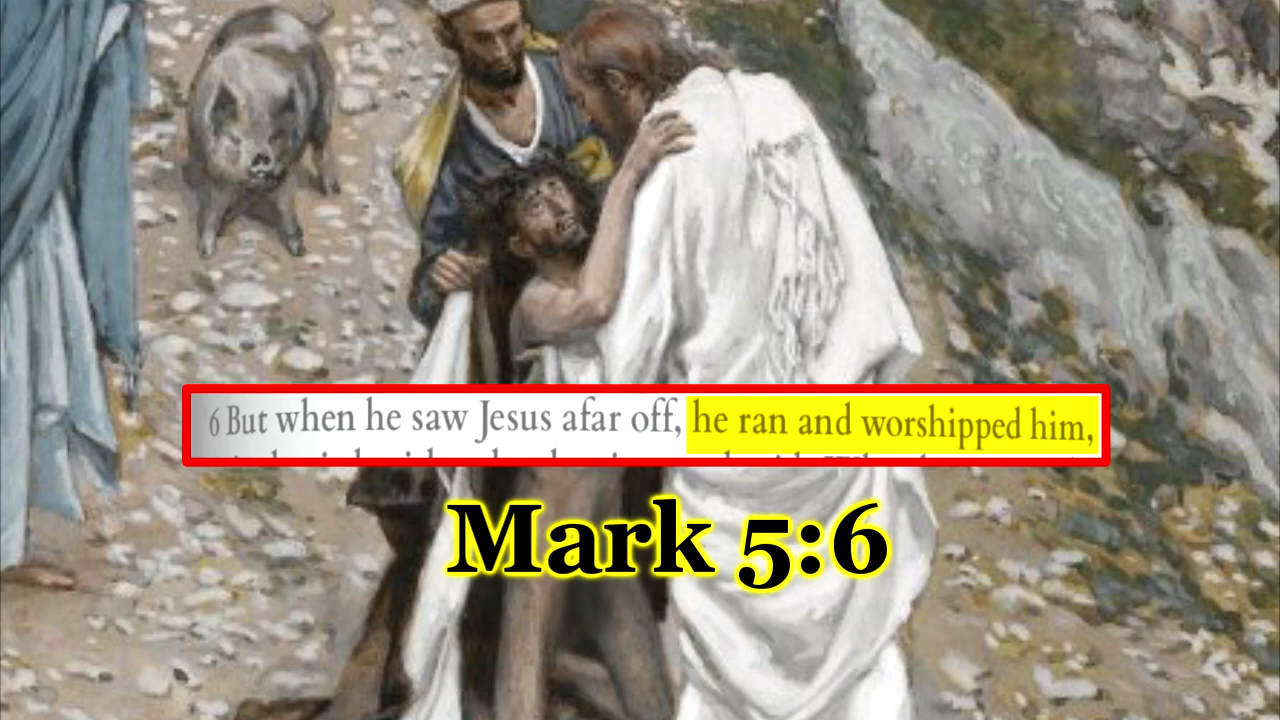 6 But when he saw Jesus afar off, he ran and worshipped him,
Mark 5:6